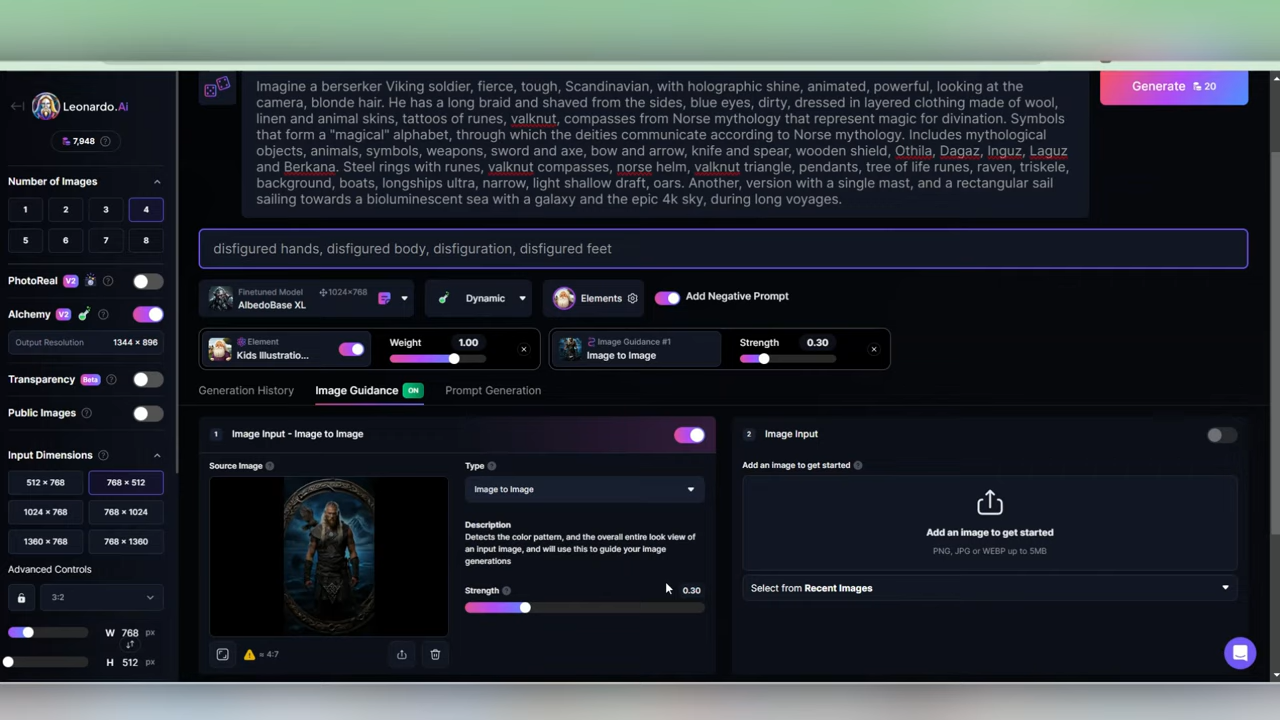 Leonardo.Ai
7,948
Number of Images
1 2 3 4
5 6 7 8
PhotoReal V2
Alchemy V2
Output Resolution 1344 × 896
Transparency Beta
Public Images
Input Dimensions
512 × 768 768 × 512
1024 × 768 768 × 1024
1360 × 768 768 × 1360
Advanced Controls
3:2
W 768 px
H 512 px
Imagine a berserker Viking soldier, fierce, tough, Scandinavian, with holographic shine, animated, powerful, looking at the
camera, blonde hair. He has a long braid and shaved from the sides, blue eyes, dirty, dressed in layered clothing made of wool,
linen and animal skins, tattoos of runes, valknut, compasses from Norse mythology that represent magic for divination. Symbols
that form a "magical" alphabet, through which the deities communicate according to Norse mythology. Includes mythological
objects, animals, symbols, weapons, sword and axe, bow and arrow, knife and spear, wooden shield, Othila, Dagaz, Inguz, Laguz
and Berkana. Steel rings with runes, valknut compasses, norse helm, valknut triangle, pendants, tree of life runes, raven, triskele,
background, boats, longships ultra, narrow, light shallow draft, oars. Another, version with a single mast, and a rectangular sail
sailing towards a bioluminescent sea with a galaxy and the epic 4k sky, during long voyages.
Generate 20
disfigured hands, disfigured body, disfiguration, disfigured feet
Finetuned Model 1024×768
AlbedoBase XL
Dynamic
Elements
Add Negative Prompt
Element
Kids Illustratio...
Weight 1.00
Image Guidance #1
Image to Image
Strength 0.30
Generation History Image Guidance ON Prompt Generation
1 Image Input - Image to Image
Source Image
= 4:7
Type
Image to Image
Description
Detects the color pattern, and the overall entire look view of
an input image, and will use this to guide your image
generations
Strength 0.30
2 Image Input
Add an image to get started
Add an image to get started
PNG, JPG or WEBP up to 5MB
Select from Recent Images